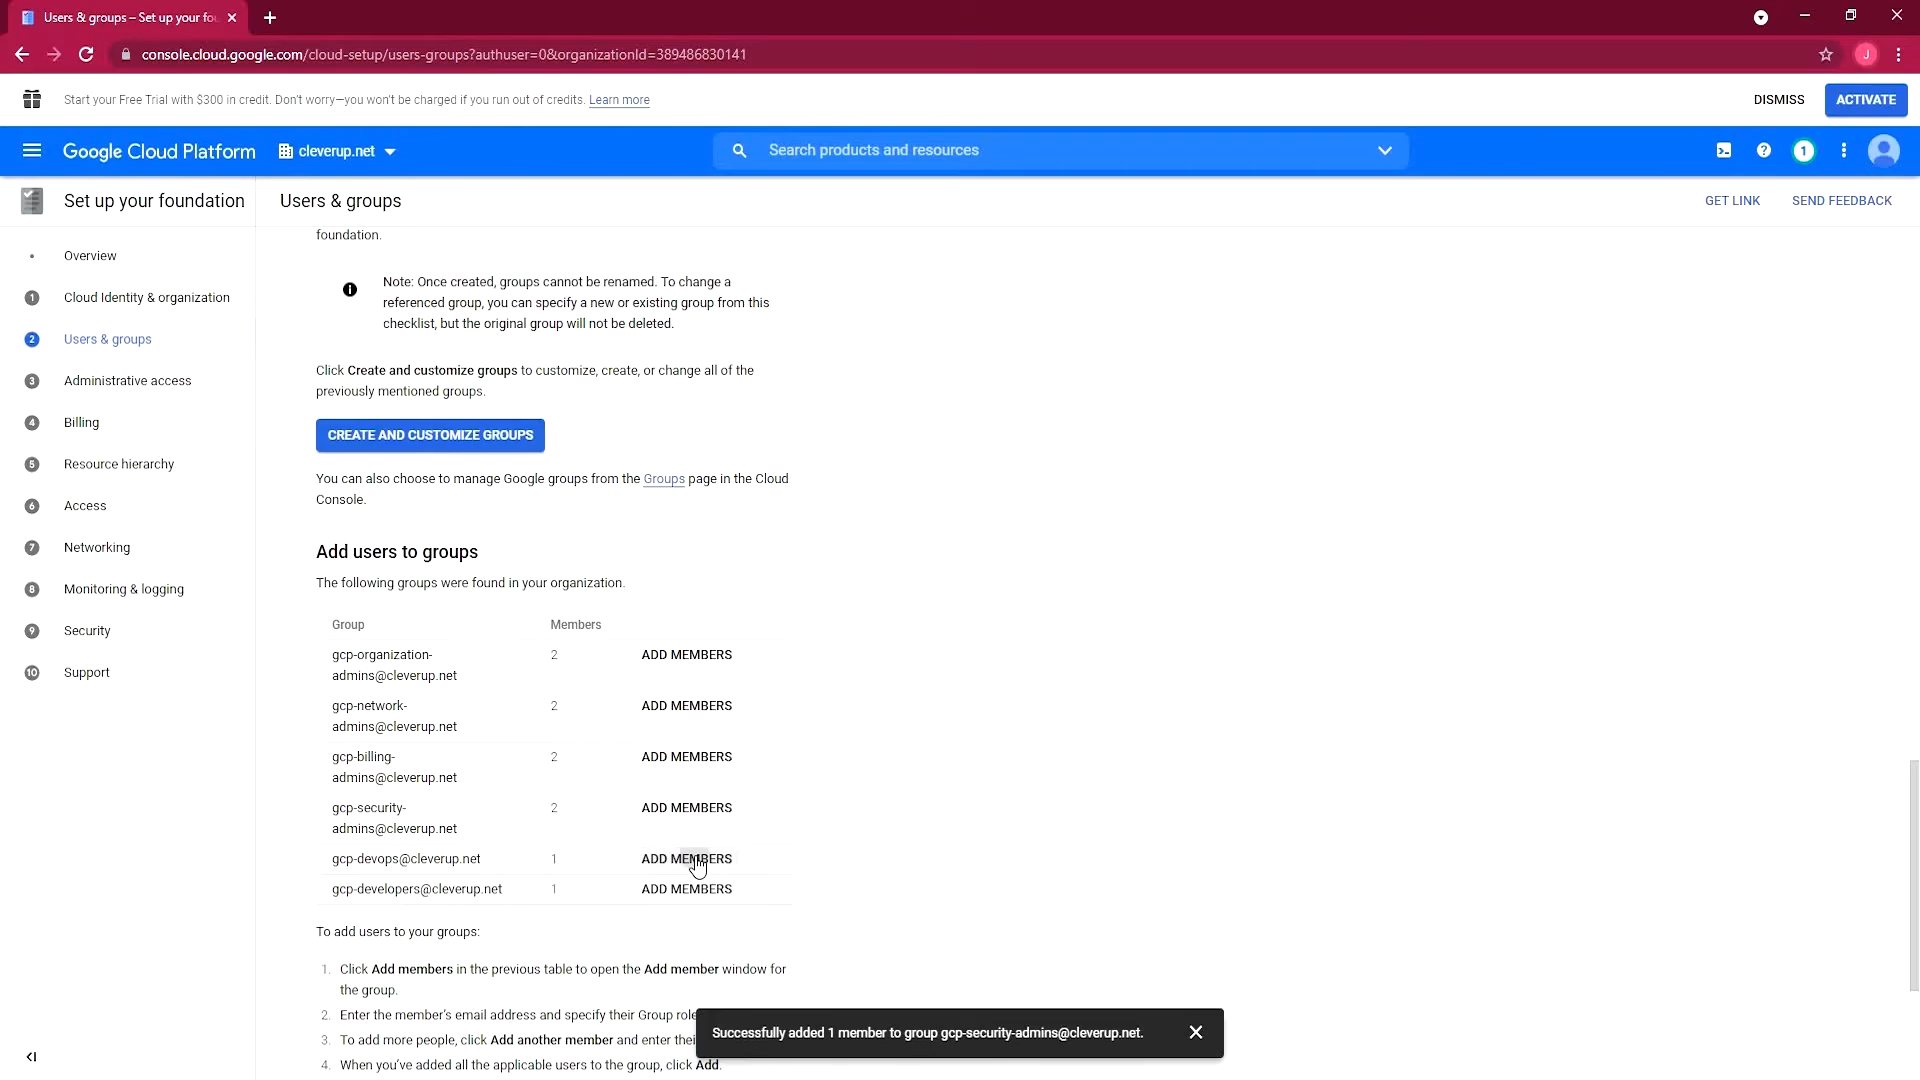 Users & groups – Set up your fo
console.cloud.google.com/cloud-setup/users-groups?authuser=0&organizationId=389486830141
J
Start your Free Trial with $300 in credit. Don't worry—you won't be charged if you run out of credits. Learn more
DISMISS
ACTIVATE
Google Cloud Platform
cleverup.net
Search products and resources
1
Set up your foundation
Users & groups
GET LINK
SEND FEEDBACK
Overview
1 Cloud Identity & organization
2 Users & groups
3 Administrative access
4 Billing
5 Resource hierarchy
6 Access
7 Networking
8 Monitoring & logging
9 Security
10 Support
foundation.
Note: Once created, groups cannot be renamed. To change a
referenced group, you can specify a new or existing group from this
checklist, but the original group will not be deleted.
Click Create and customize groups to customize, create, or change all of the
previously mentioned groups.
CREATE AND CUSTOMIZE GROUPS
You can also choose to manage Google groups from the Groups page in the Cloud
Console.
Add users to groups
The following groups were found in your organization.
Group Members
gcp-organization- 2 ADD MEMBERS
admins@cleverup.net
gcp-network- 2 ADD MEMBERS
admins@cleverup.net
gcp-billing- 2 ADD MEMBERS
admins@cleverup.net
gcp-security- 2 ADD MEMBERS
admins@cleverup.net
gcp-devops@cleverup.net 1 ADD MEMBERS
gcp-developers@cleverup.net 1 ADD MEMBERS
To add users to your groups:
1. Click Add members in the previous table to open the Add member window for
the group.
2. Enter the member's email address and specify their Group role
3. To add more people, click Add another member and enter thei
4. When you've added all the applicable users to the group, click Add.
Successfully added 1 member to group gcp-security-admins@cleverup.net.